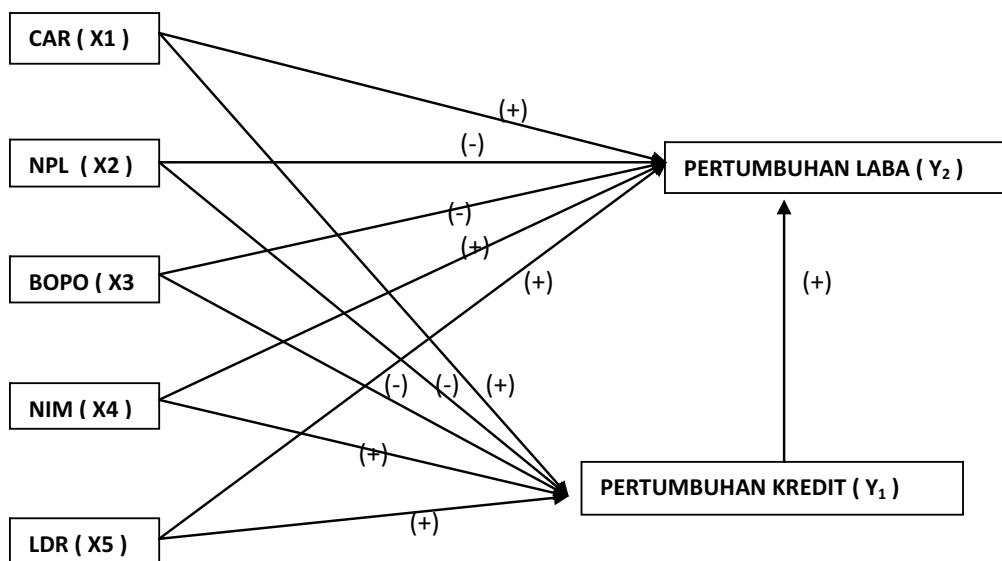 CAR ( X1 )
(+)
NPL ( X2 )
(-)
PERTUMBUHAN LABA ( Y₂ )
(-)
(+)
BOPO ( X3
(+)
(+)
(-)
(-)
(+)
NIM ( X4 )
(+)
PERTUMBUHAN KREDIT ( Y₁ )
(+)
LDR ( X5 )